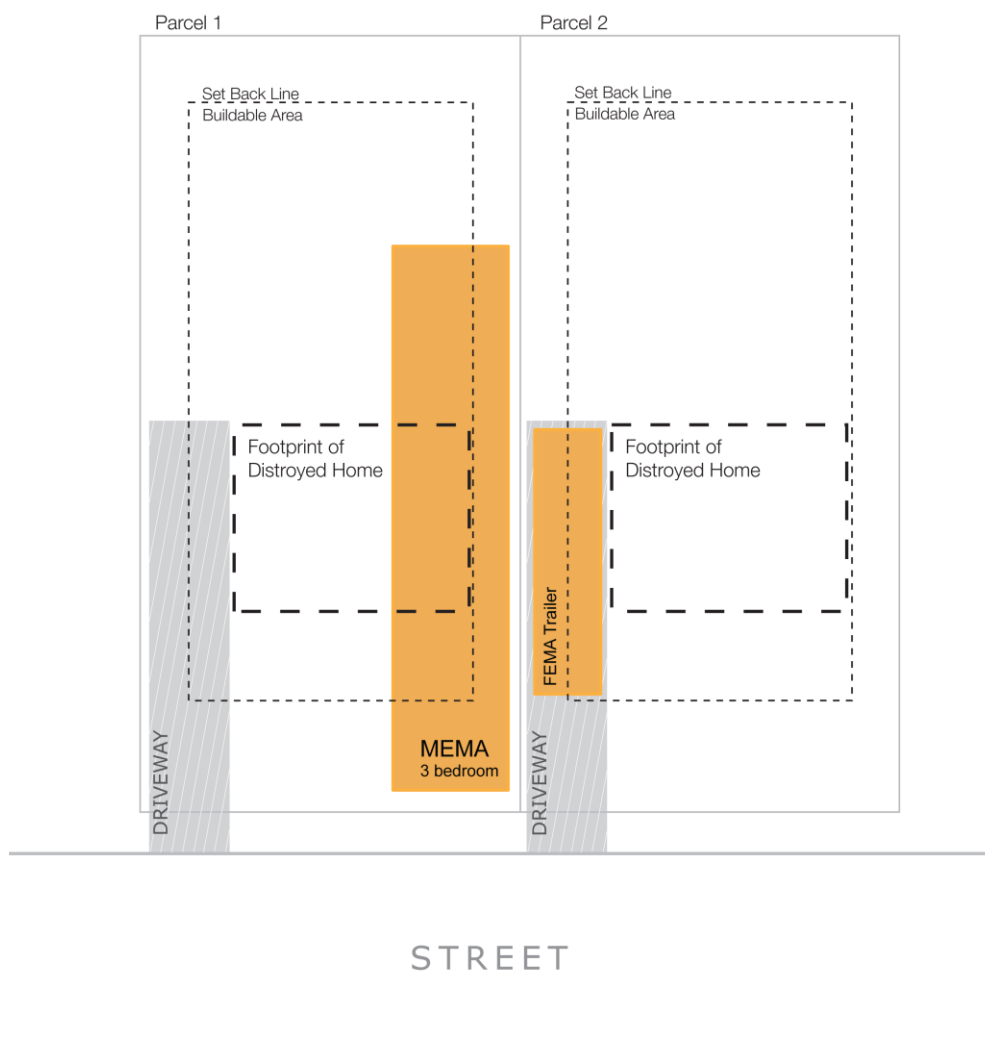 Parcel 1
Parcel 2
Set Back Line
Buildable Area
Set Back Line
Buildable Area
Footprint of
Distroyed Home
Footprint of
Distroyed Home
FEMA Trailer
MEMA
3 bedroom
DRIVEWAY
DRIVEWAY
STREET